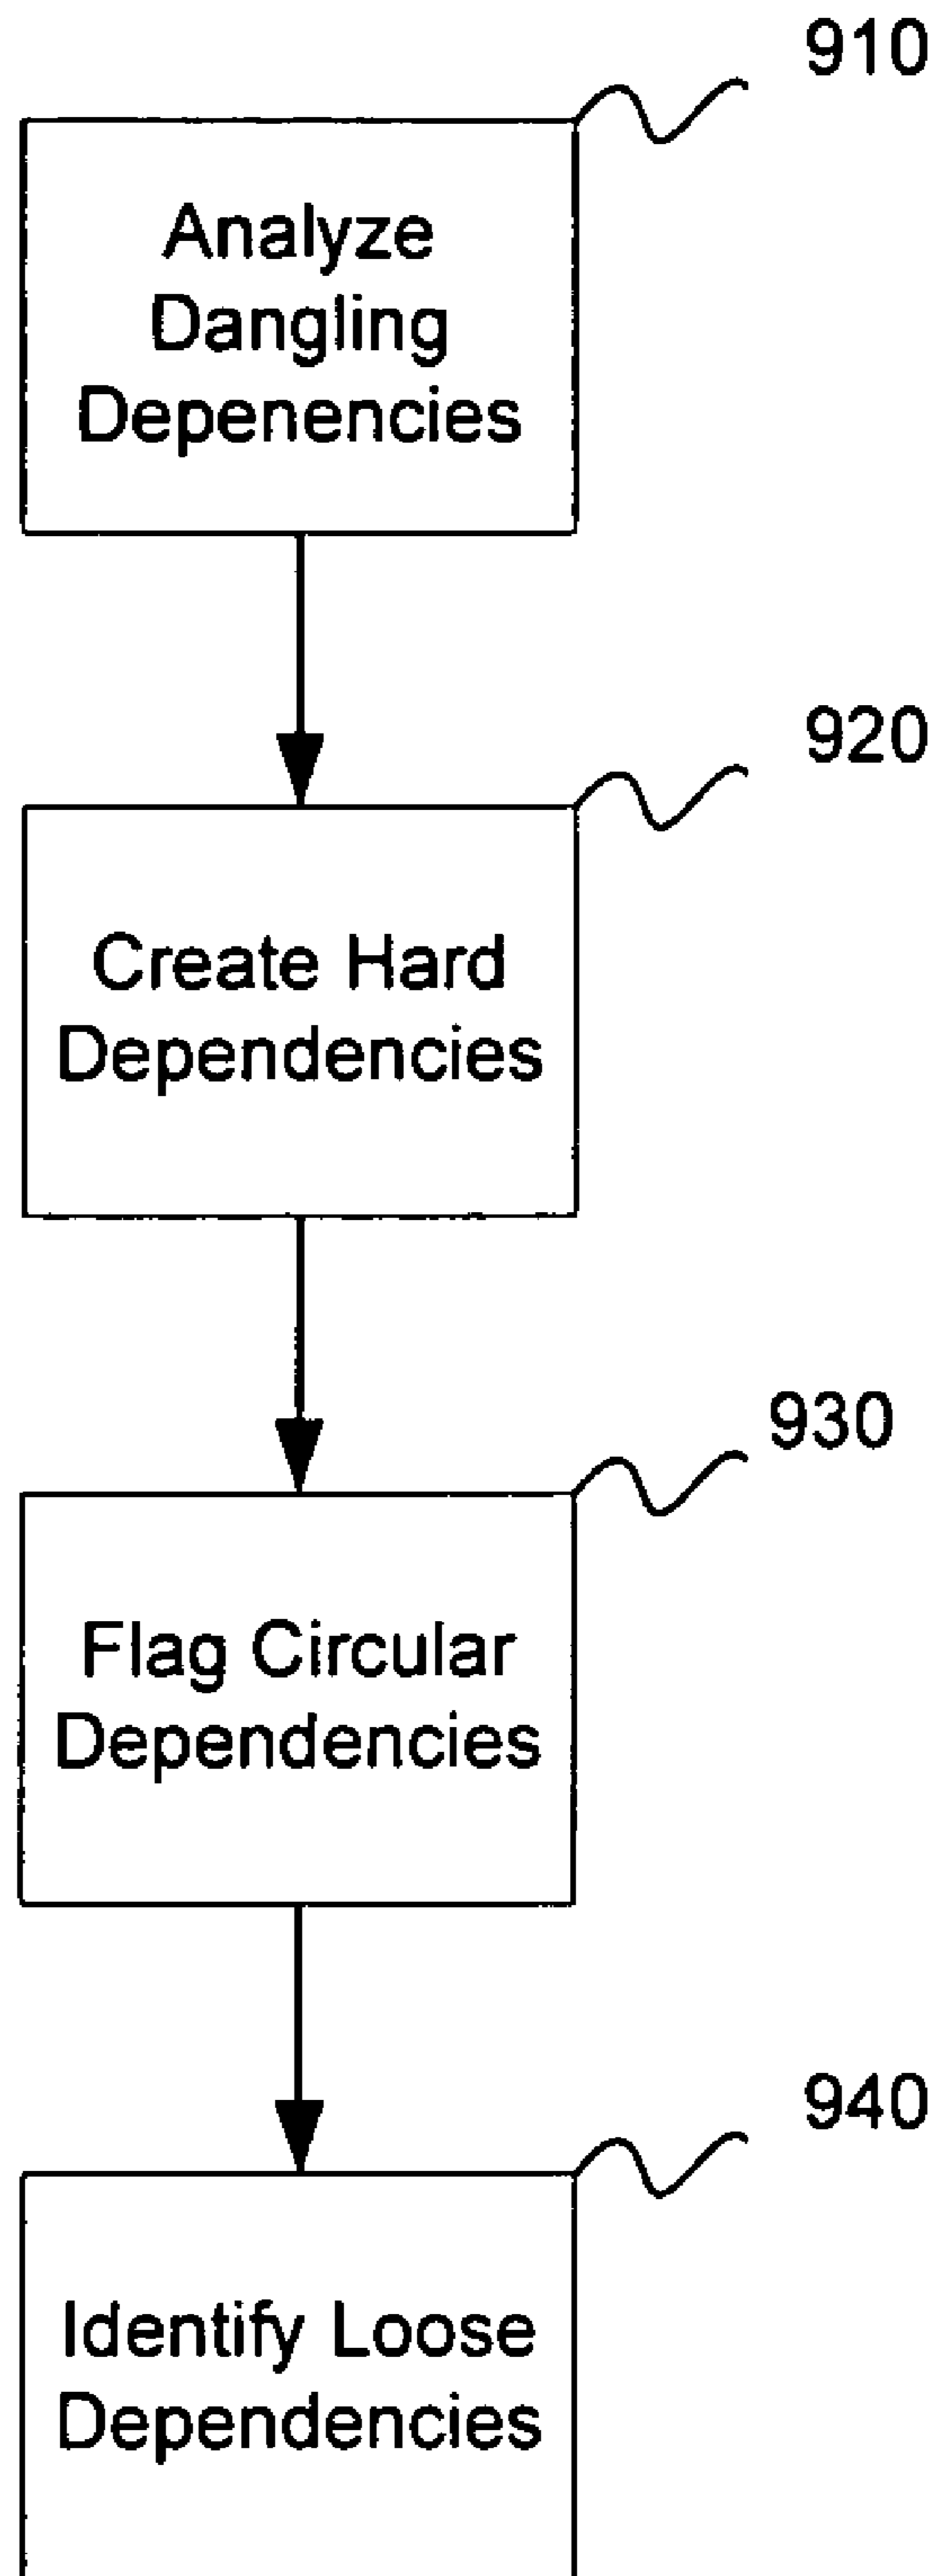 910
Analyze
Dangling
Depenencies
920
Create Hard
Dependencies
930
Flag Circular
Dependencies
940
Identify Loose
Dependencies